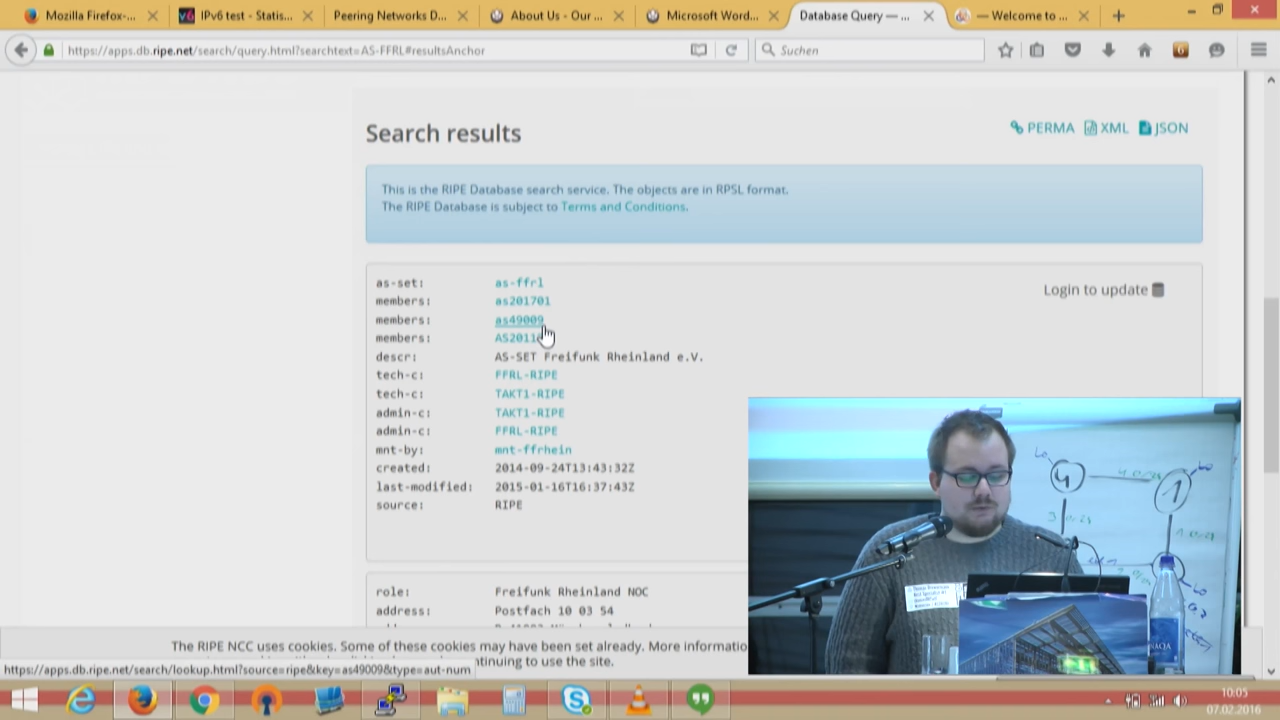 Mozilla Firefox-...
IPv6 test - Statis...
Peering Networks D...
About Us - Our ...
Microsoft Word...
Database Query — ...
— Welcome to ...
https://apps.db.ripe.net/search/query.html?searchtext=AS-FFRL#resultsAnchor
Suchen
6
Search results
PERMA XML JSON
This is the RIPE Database search service. The objects are in RPSL format.
The RIPE Database is subject to Terms and Conditions.
as-set: as-ffrl
Login to update
members: as201701
members: as49009
members: AS2011
descr: AS-SET Freifunk Rheinland e.V.
tech-c: FFRL-RIPE
tech-c: TAKT1-RIPE
admin-c: TAKT1-RIPE
admin-c: FFRL-RIPE
mnt-by: mnt-ffrhein
created: 2014-09-24T13:43:32Z
last-modified: 2015-01-16T16:37:43Z
source: RIPE
4
1
role: Freifunk Rheinland NOC
address: Postfach 10 03 54
The RIPE NCC uses cookies. Some of these cookies may have been set already. More informatio
ntinuing to use the site.
https://apps.db.ripe.net/search/lookup.html?source=ripe&key=as49009&type=aut-num
10:05
07.02.2016